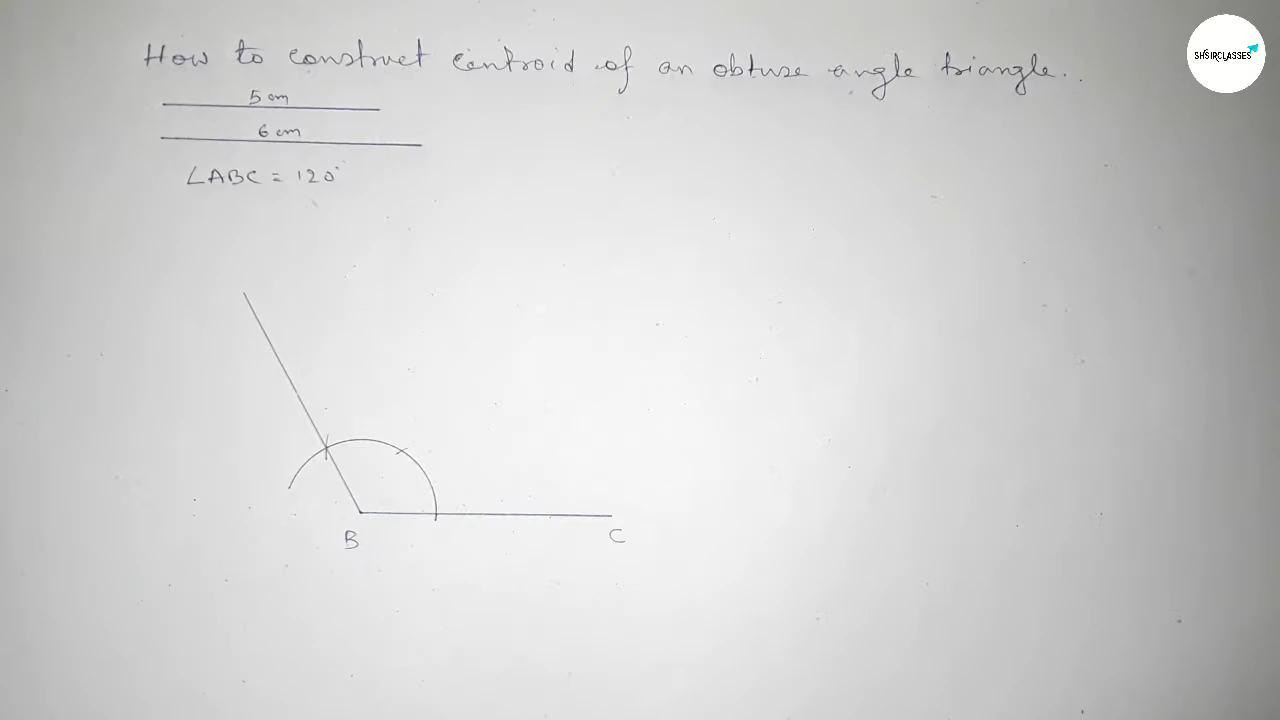 How to construct centroid of an obtuse angle triangle..
SHSIRCLASSES
5 cm
6 cm
∠ABC = 120°
B
C